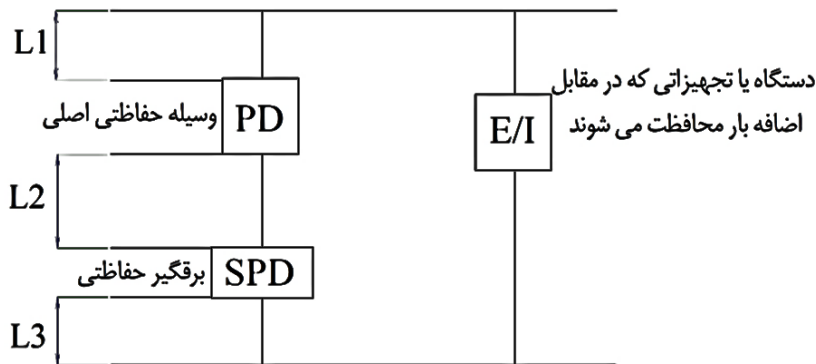 L1
وسیله حفاظتی اصلی
PD
دستگاه یا تجهیزاتی که در مقابل
اضافه بار محافظت می شوند
E/I
L2
برقگیر حفاظتی
SPD
L3